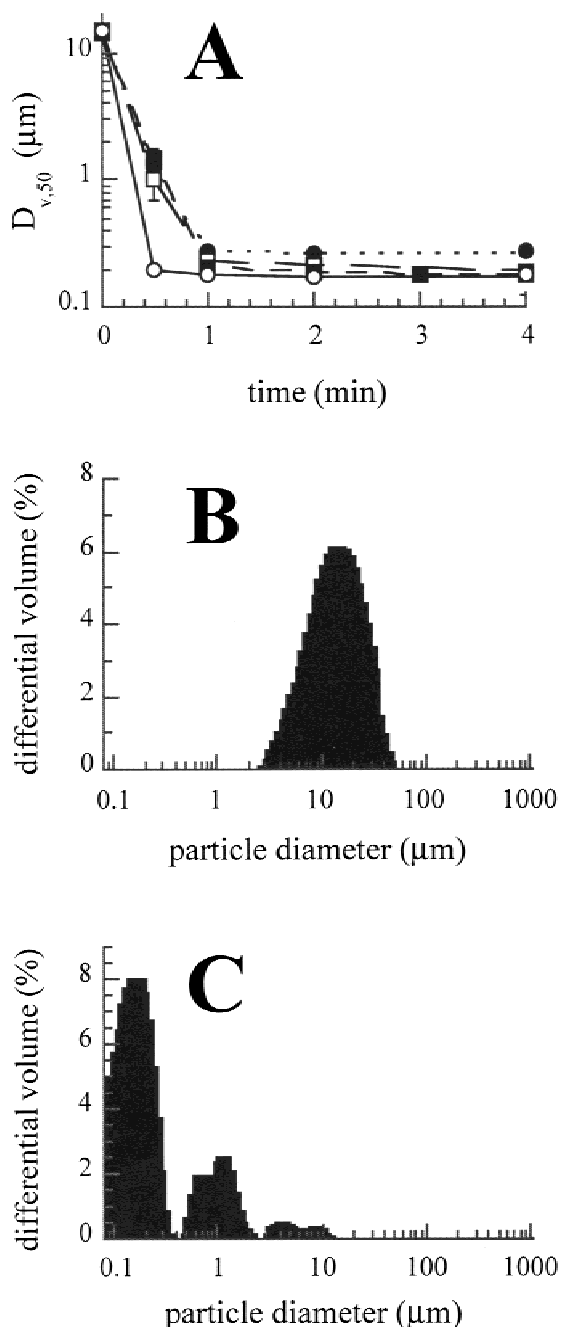 A
10
1
0.1
D v,50 (µm)
0 1 2 3 4
time (min)
B
8
6
4
2
0
differential volume (%)
0.1 1 10 100 1000
particle diameter (µm)
C
8
6
4
2
0
differential volume (%)
0.1 1 10 100 1000
particle diameter (µm)